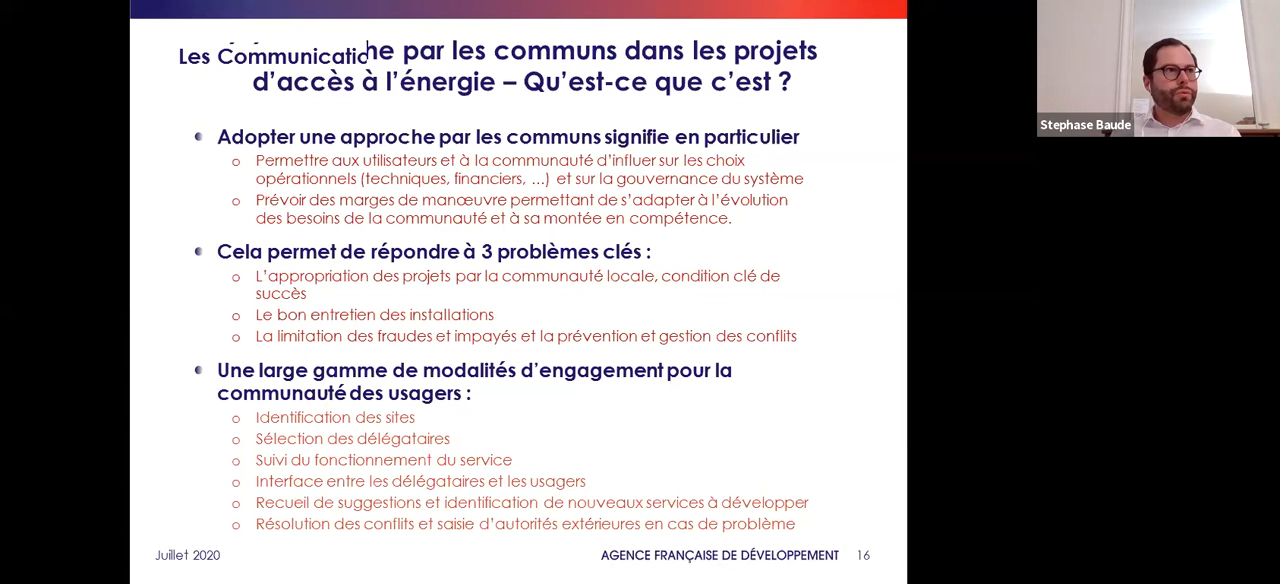 Les Communicatio
he par les communs dans les projets
d'accès à l'énergie – Qu'est-ce que c'est ?
Adopter une approche par les communs signifie en particulier
o Permettre aux utilisateurs et à la communauté d'influer sur les choix
opérationnels (techniques, financiers, …) et sur la gouvernance du système
o Prévoir des marges de manœuvre permettant de s'adapter à l'évolution
des besoins de la communauté et à sa montée en compétence.
Cela permet de répondre à 3 problèmes clés :
o L'appropriation des projets par la communauté locale, condition clé de
succès
o Le bon entretien des installations
o La limitation des fraudes et impayés et la prévention et gestion des conflits
Une large gamme de modalités d'engagement pour la
communauté des usagers :
o Identification des sites
o Sélection des délégataires
o Suivi du fonctionnement du service
o Interface entre les délégataires et les usagers
o Recueil de suggestions et identification de nouveaux services à développer
o Résolution des conflits et saisie d'autorités extérieures en cas de problème
Juillet 2020
AGENCE FRANÇAISE DE DÉVELOPPEMENT 16
Stephase Baude